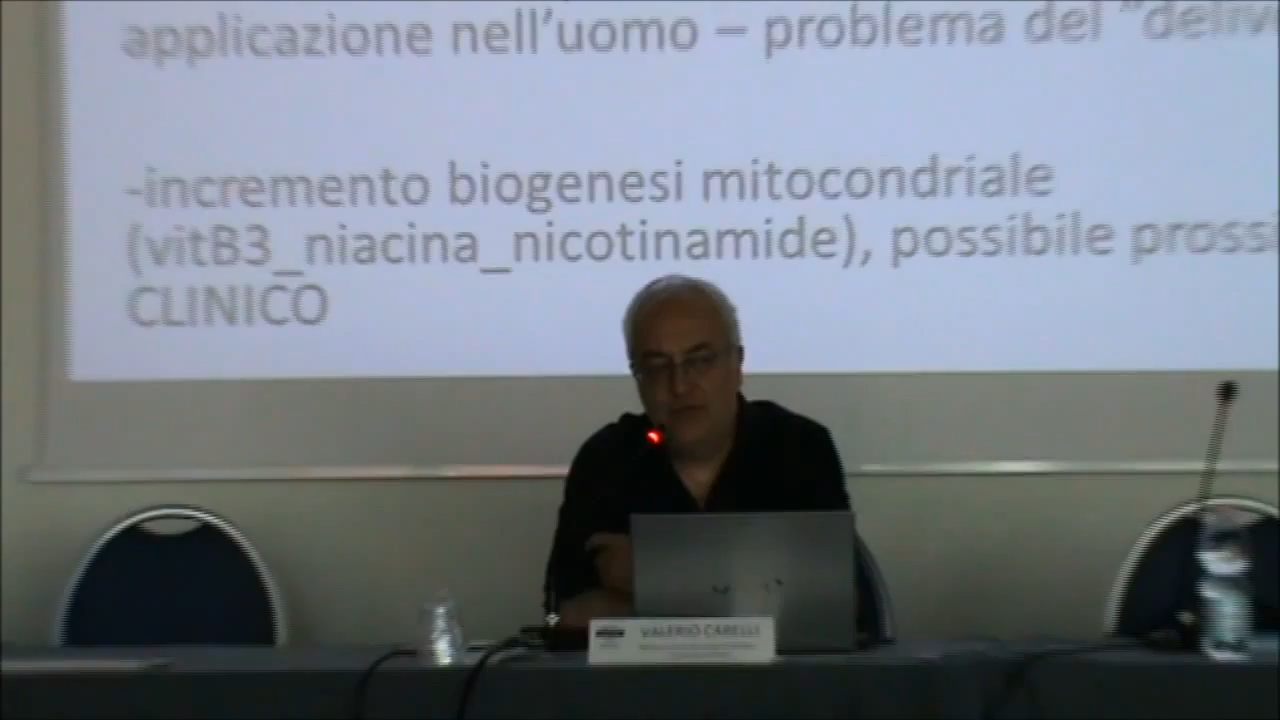 applicazione nell'uomo – problema del "deliv
-incremento biogenesi mitocondriale
(vitB3_niacina_nicotinamide), possibile prossi
CLINICO
VALERIO CARELLI